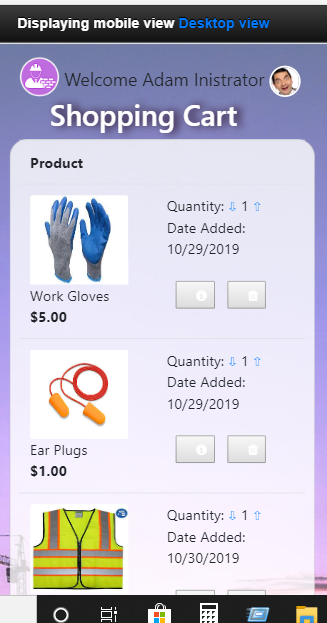 Displaying mobile view Desktop view
Welcome Adam Inistrator
Shopping Cart
Product
Quantity: ⇩ 1 ⇧
Date Added:
10/29/2019
Work Gloves
$5.00
Quantity: ⇩ 1 ⇧
Date Added:
10/29/2019
Ear Plugs
$1.00
Quantity: ⇩ 1 ⇧
Date Added:
10/30/2019